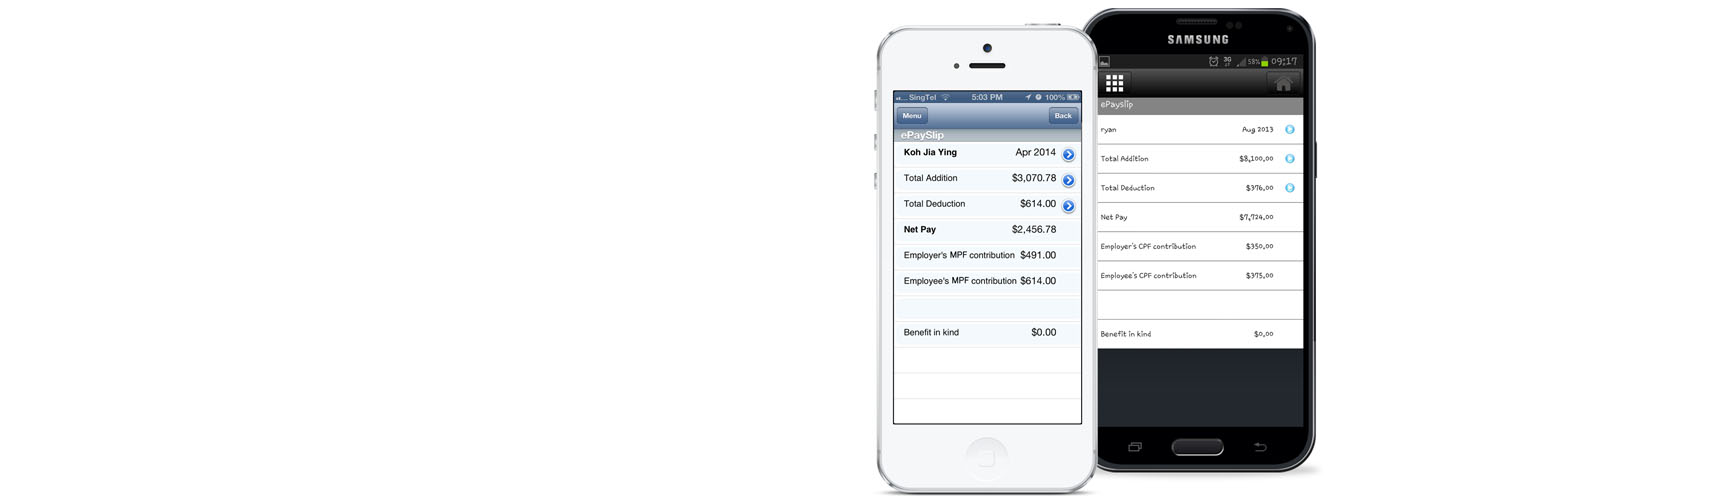 SingTel 5:03 PM 100%
Menu Back
ePaySlip
Koh Jia Ying Apr 2014
Total Addition $3,070.78
Total Deduction $614.00
Net Pay $2,456.78
Employer's MPF contribution $491.00
Employee's MPF contribution $614.00
Benefit in kind $0.00
SAMSUNG
3G 58% 09:17
ePayslip
ryan Aug 2013
Total Addition $8,100.00
Total Deduction $376.00
Net Pay $7,724.00
Employer's CPF contribution $350.00
Employee's CPF contribution $375.00
Benefit in kind $0.00